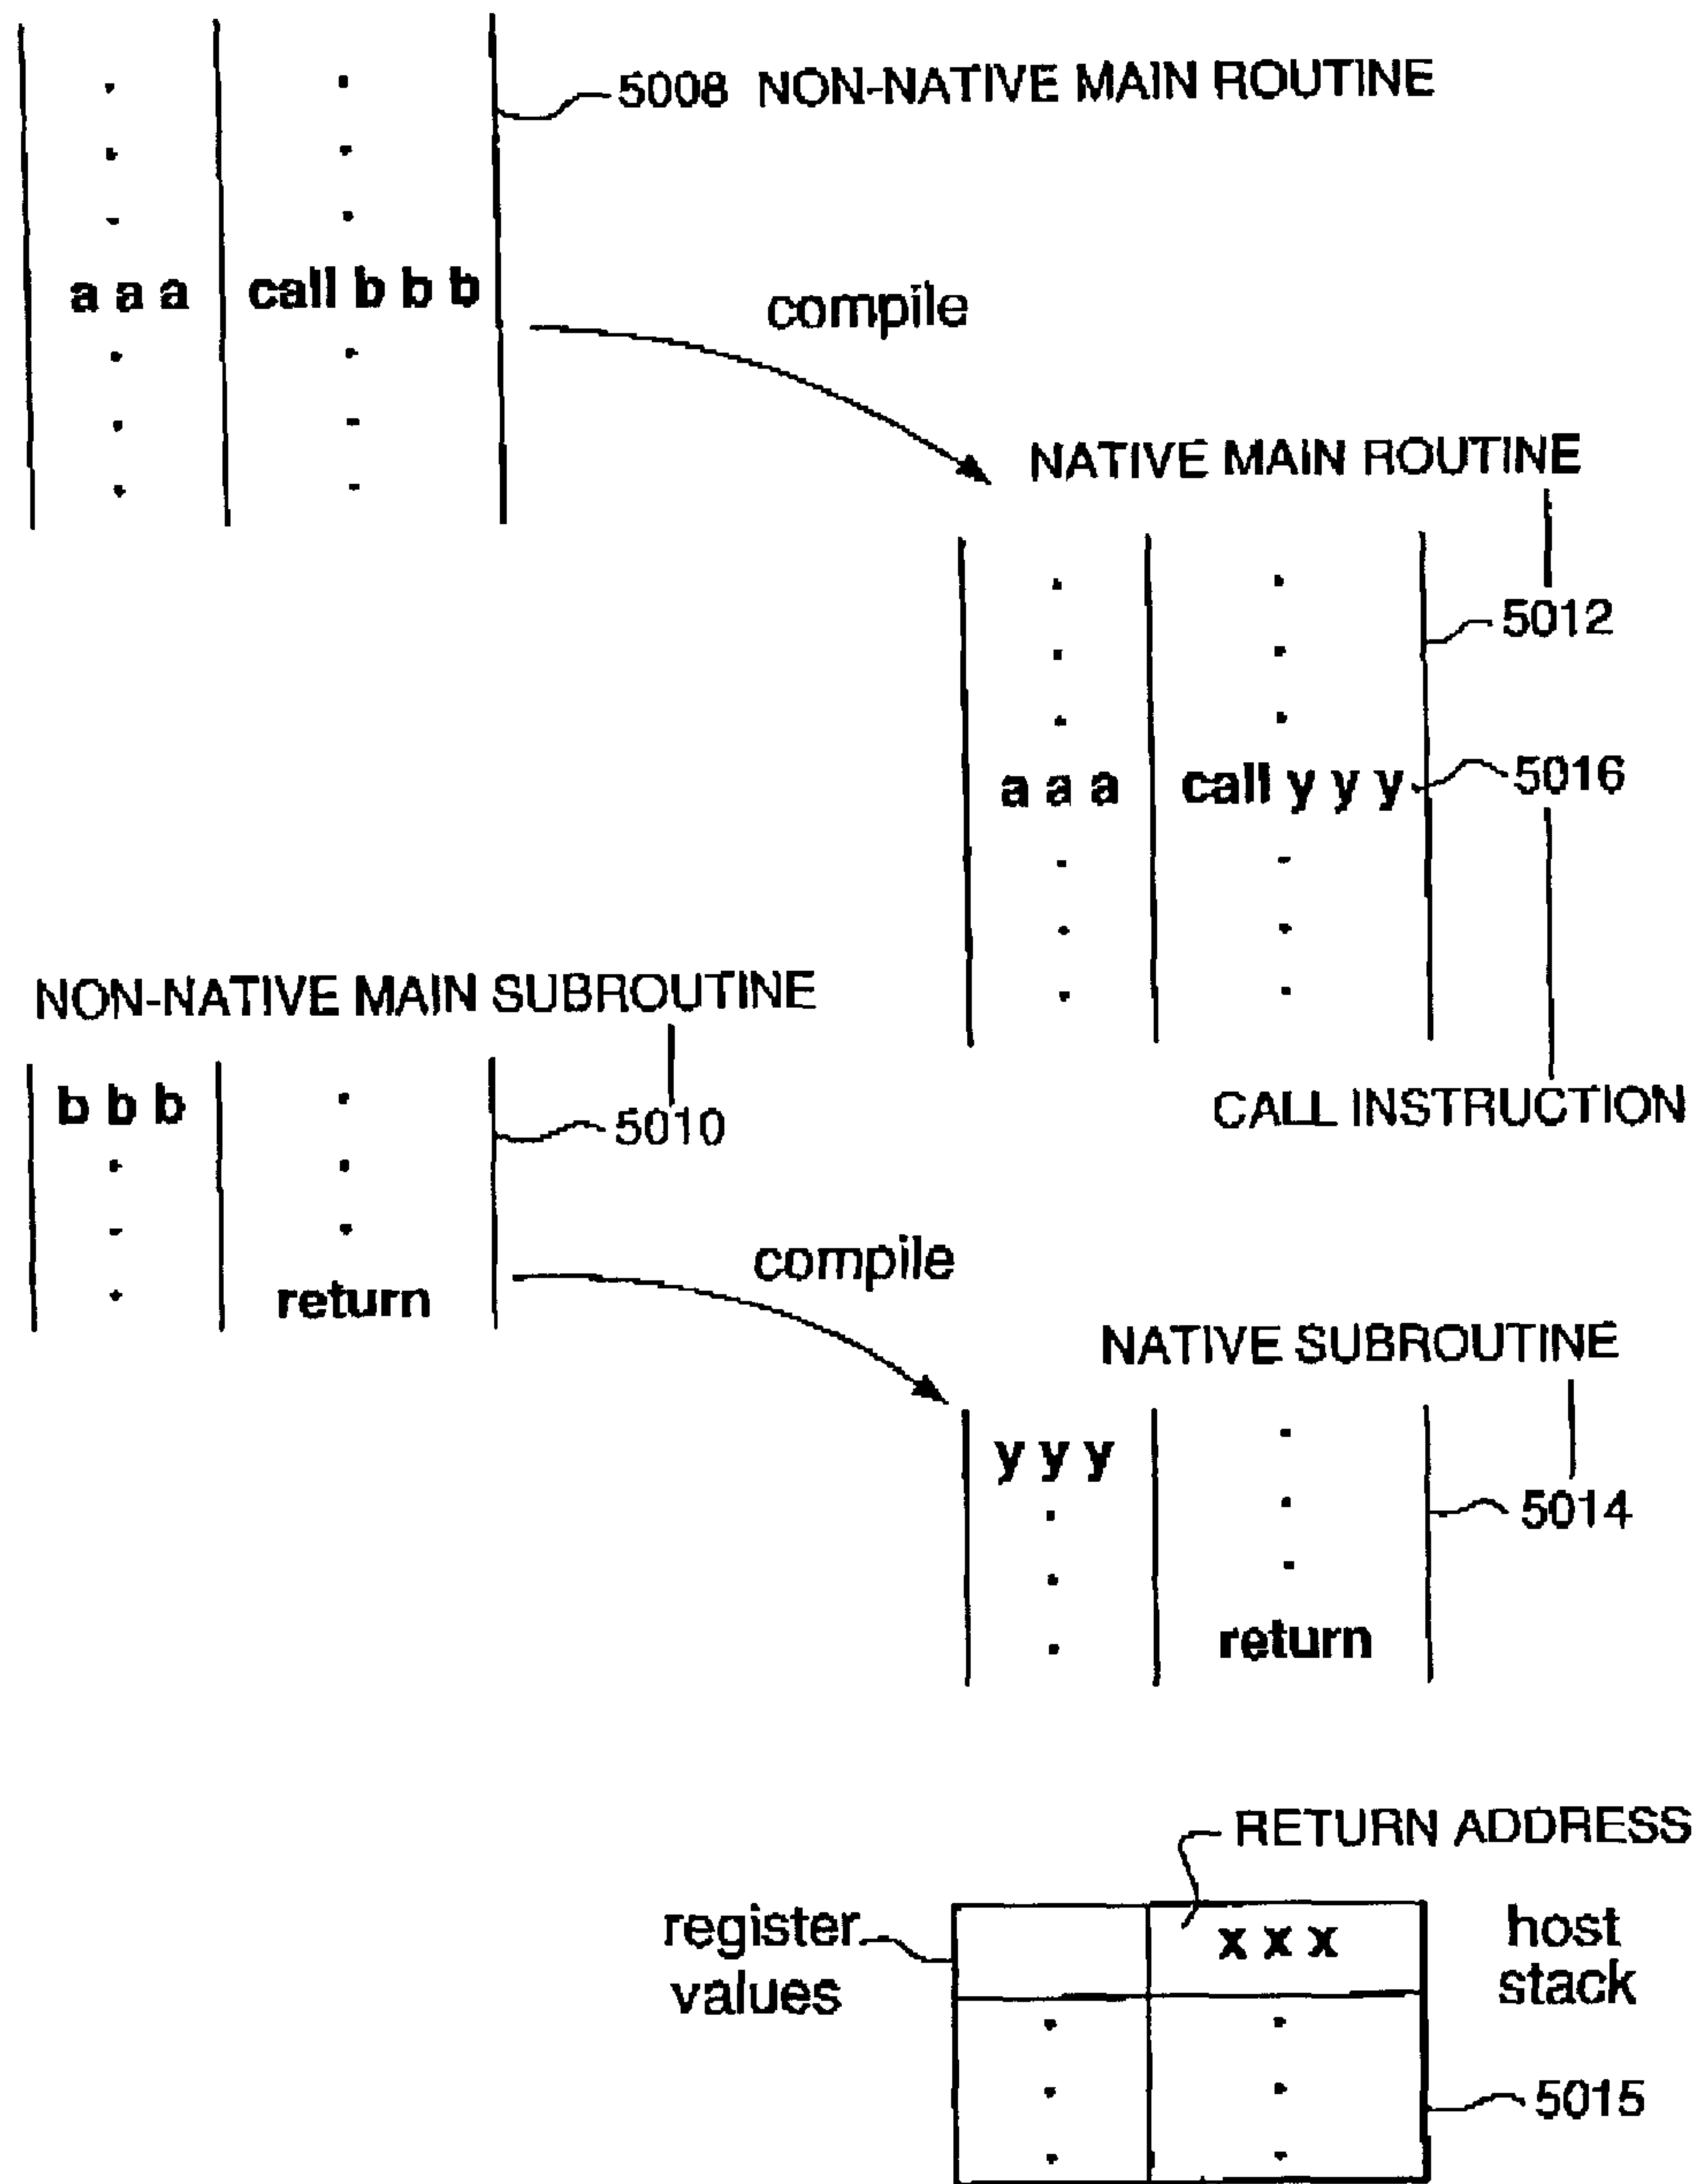 5008 NON-NATIVE MAIN ROUTINE
a a a call b b b
compile
NATIVE MAIN ROUTINE
5012
a a a call y y y
5016
NON-NATIVE MAIN SUBROUTINE
CALL INSTRUCTION
b b b
5010
compile
return
NATIVE SUBROUTINE
y y y
5014
return
RETURN ADDRESS
register
values
x x x
host
stack
5015